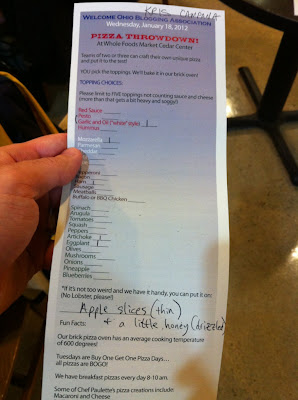 KRIS CAMPANA
WELCOME OHIO BLOGGING ASSOCIATION
Wednesday, January 18, 2012
PIZZA THROWDOWN!
At Whole Foods Market Cedar Center
Teams of two or three can craft their own unique pizza
and put it to the test!
YOU pick the toppings. We'll bake it in our brick oven!
TOPPING CHOICES:
Please limit to FIVE toppings not counting sauce and cheese
(more than that gets a bit heavy and soggy!)
Red Sauce
Pesto
Garlic and Oil ("white" style)
Hummus
Mozzarella
Parmesan
Cheddar
Pepperoni
Bacon
Ham
Sausage
Meatballs
Buffalo or BBQ Chicken
Spinach
Arugula
Tomatoes
Squash
Peppers
Artichoke
Eggplant
Olives
Mushrooms
Onions
Pineapple
Blueberries
*If it's not too weird and we have it handy, you can put it on:
(No Lobster, please!)
Apple slices (thin)
Fun Facts: + a little honey (drizzled)
Our brick pizza oven has an average cooking temperature
of 600 degrees!
Tuesdays are Buy One Get One Pizza Days...
all pizzas are BOGO!
We have breakfast pizzas every day 8-10 am.
Some of Chef Paulette's pizza creations include:
Macaroni and Cheese